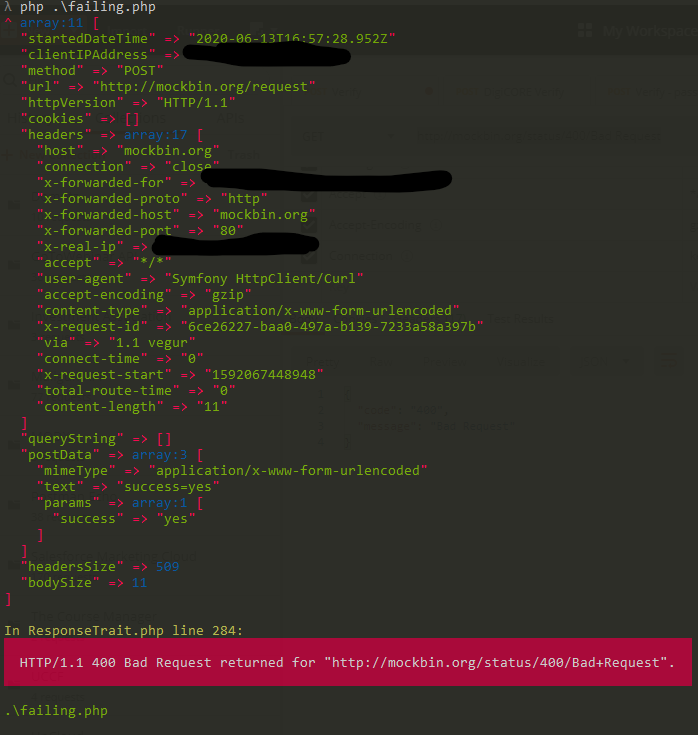 λ php .\failing.php
^ array:11 [
  "startedDateTime" => "2020-06-13T16:57:28.952Z"
  "clientIPAddress" =>
  "method" => "POST"
  "url" => "http://mockbin.org/request"
  "httpVersion" => "HTTP/1.1"
  "cookies" => []
  "headers" => array:17 [
    "host" => "mockbin.org"
    "connection" => "close"
    "x-forwarded-for" =>
    "x-forwarded-proto" => "http"
    "x-forwarded-host" => "mockbin.org"
    "x-forwarded-port" => "80"
    "x-real-ip" =>
    "accept" => "*/*"
    "user-agent" => "Symfony HttpClient/Curl"
    "accept-encoding" => "gzip"
    "content-type" => "application/x-www-form-urlencoded"
    "x-request-id" => "6ce26227-baa0-497a-b139-7233a58a397b"
    "via" => "1.1 vegur"
    "connect-time" => "0"
    "x-request-start" => "1592067448948"
    "total-route-time" => "0"
    "content-length" => "11"
  ]
  "queryString" => []
  "postData" => array:3 [
    "mimeType" => "application/x-www-form-urlencoded"
    "text" => "success=yes"
    "params" => array:1 [
      "success" => "yes"
    ]
  ]
  "headersSize" => 509
  "bodySize" => 11
]
In ResponseTrait.php line 284:
HTTP/1.1 400 Bad Request returned for "http://mockbin.org/status/400/Bad+Request".
.\failing.php
My Workspace